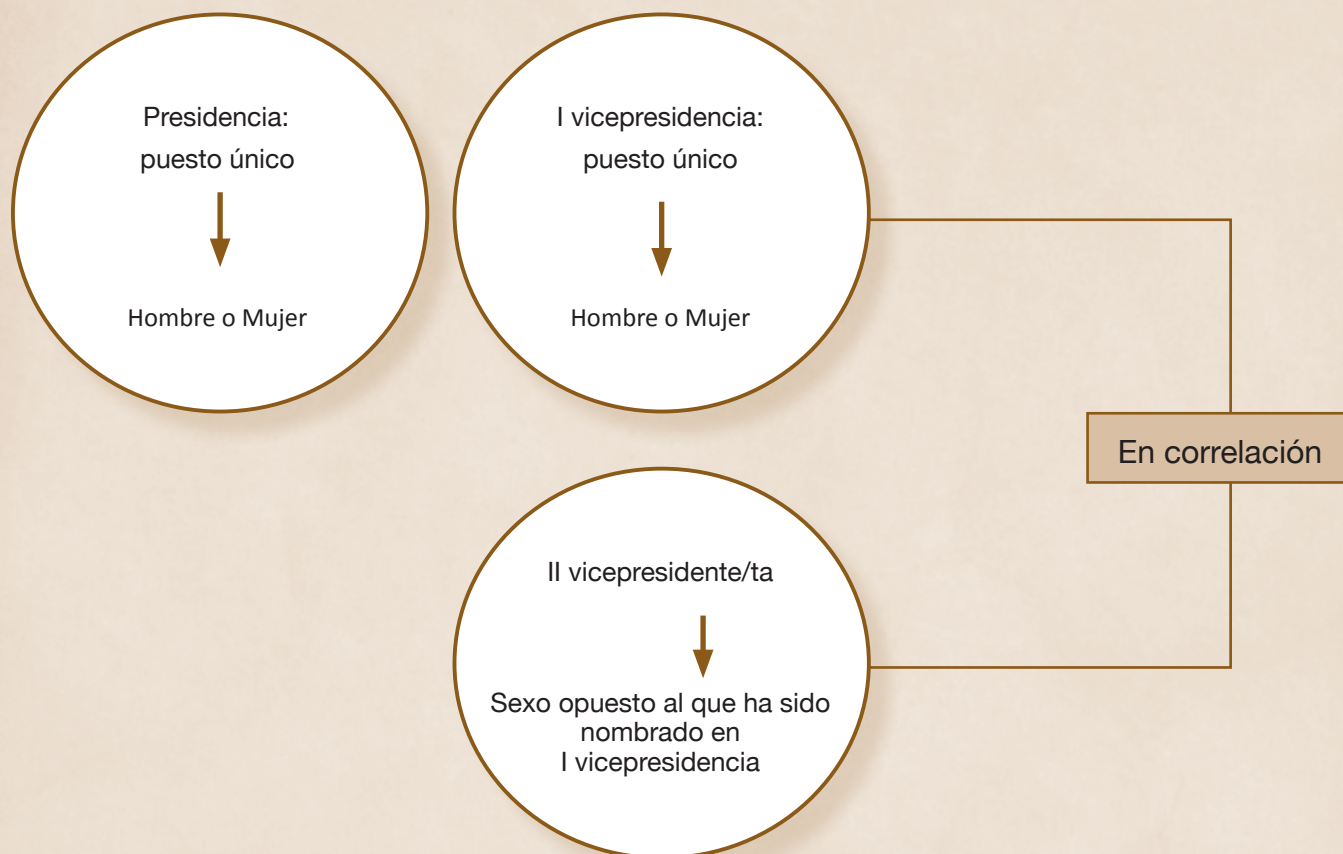 Presidencia:
puesto único
Hombre o Mujer
I vicepresidencia:
puesto único
Hombre o Mujer
En correlación
II vicepresidente/ta
Sexo opuesto al que ha sido
nombrado en
I vicepresidencia